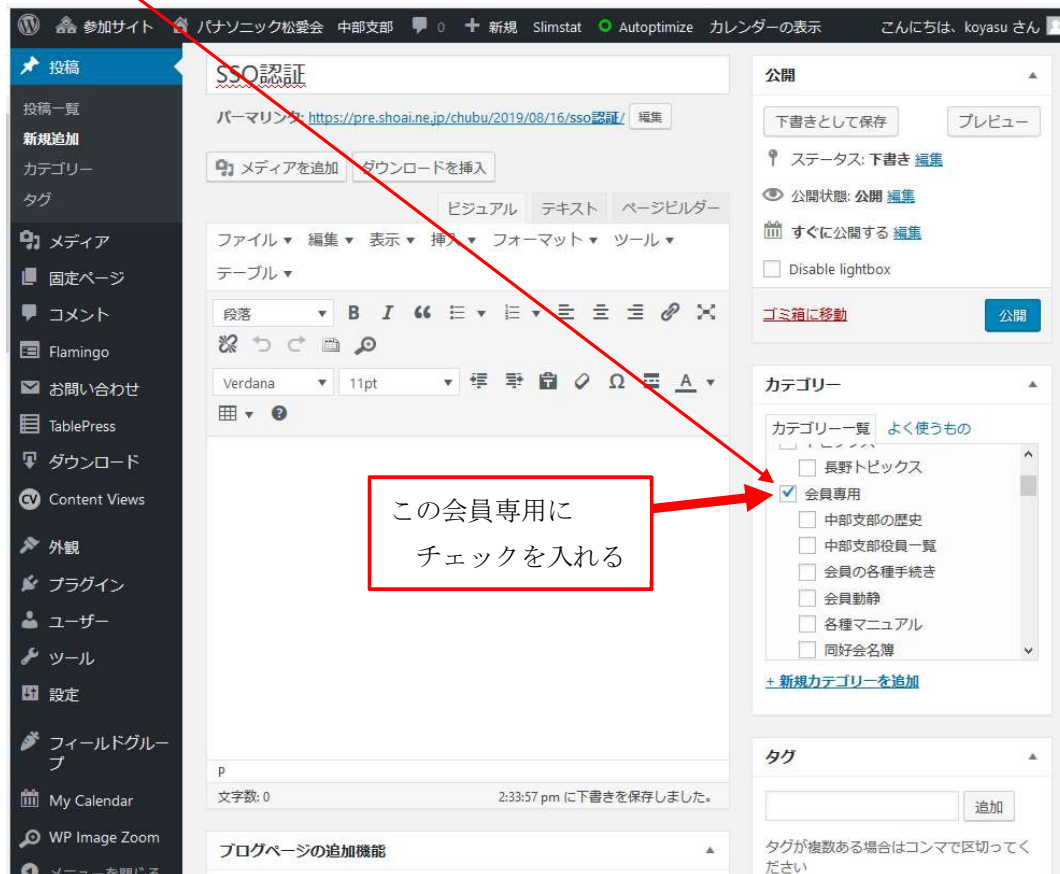 参加サイト パナソニック松愛会 中部支部 0 + 新規 Slimstat Autoptimize カレンダーの表示 こんにちは、koyasu さん
投稿
投稿一覧
新規追加
カテゴリー
タグ
メディア
固定ページ
コメント
Flamingo
お問い合わせ
TablePress
ダウンロード
Content Views
外観
プラグイン
ユーザー
ツール
設定
フィールドグルー
プ
My Calendar
WP Image Zoom
メニューを閉じる
SSO認証
パーマリンク: https://pre.shoai.ne.jp/chubu/2019/08/16/sso認証/ 編集
メディアを追加 ダウンロードを挿入
ビジュアル テキスト ページビルダー
ファイル ▼ 編集 ▼ 表示 ▼ 挿入 ▼ フォーマット ▼ ツール ▼
テーブル ▼
段落 ▼ B I
Verdana ▼ 11pt ▼ Ω A ▼
この会員専用に
チェックを入れる
P
文字数: 0 2:33:57 pm に下書きを保存しました。
ブログページの追加機能
公開
下書きとして保存 プレビュー
ステータス: 下書き 編集
公開状態: 公開 編集
すぐに公開する 編集
Disable lightbox
ゴミ箱に移動 公開
カテゴリー
カテゴリー一覧 よく使うもの
トピックス
長野トピックス
会員専用
中部支部の歴史
中部支部役員一覧
会員の各種手続き
会員動静
各種マニュアル
同好会名簿
+ 新規カテゴリーを追加
タグ
追加
タグが複数ある場合はコンマで区切ってく
ださい